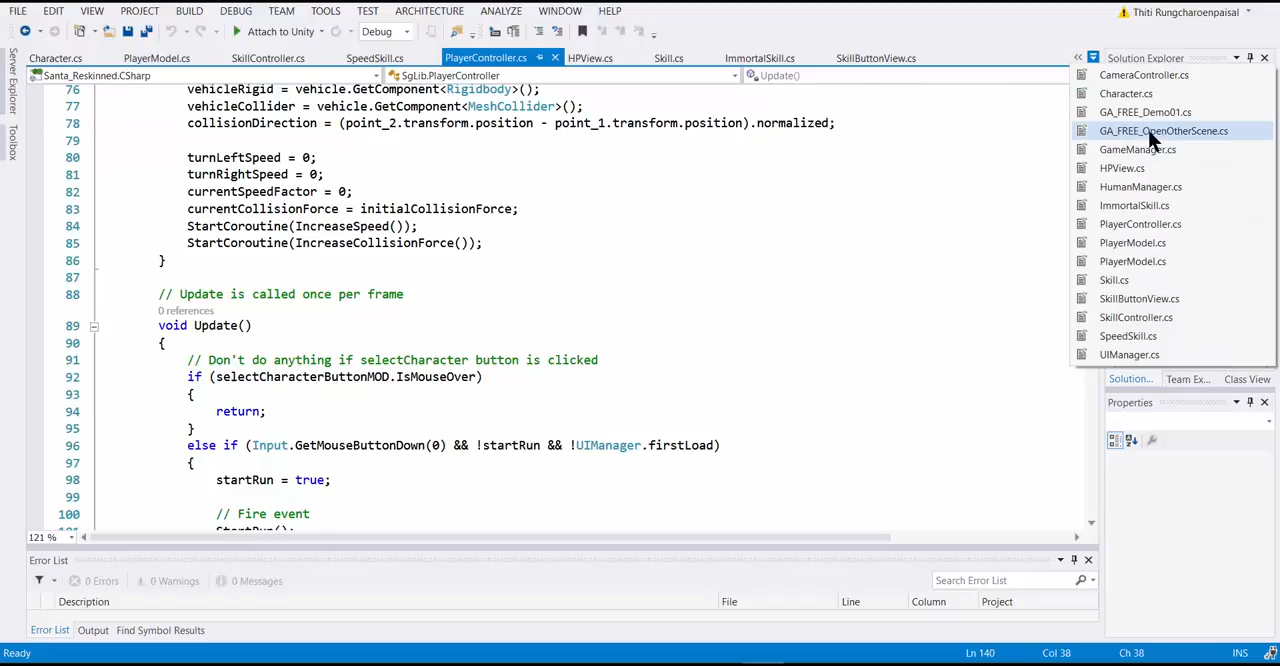 FILE EDIT VIEW PROJECT BUILD DEBUG TEAM TOOLS TEST ARCHITECTURE ANALYZE WINDOW HELP
Thiti Rungcharoenpaisal
Attach to Unity Debug
Character.cs PlayerModel.cs SkillController.cs SpeedSkill.cs PlayerController.cs HPView.cs Skill.cs ImmortalSkill.cs SkillButtonView.cs
Santa_Reskinned.CSharp SgLib.PlayerController Update()
Server Explorer
Toolbox
76 vehicleRigid = vehicle.GetComponent<Rigidbody>();
77 vehicleCollider = vehicle.GetComponent<MeshCollider>();
78 collisionDirection = (point_2.transform.position - point_1.transform.position).normalized;
79
80 turnLeftSpeed = 0;
81 turnRightSpeed = 0;
82 currentSpeedFactor = 0;
83 currentCollisionForce = initialCollisionForce;
84 StartCoroutine(IncreaseSpeed());
85 StartCoroutine(IncreaseCollisionForce());
86 }
87
88 // Update is called once per frame
0 references
89 void Update()
90 {
91 // Don't do anything if selectCharacter button is clicked
92 if (selectCharacterButtonMOD.IsMouseOver)
93 {
94 return;
95 }
96 else if (Input.GetMouseButtonDown(0) && !startRun && !UIManager.firstLoad)
97 {
98 startRun = true;
99
100 // Fire event
101 StartRun();
121 %
Solution Explorer
CameraController.cs
Character.cs
GA_FREE_Demo01.cs
GA_FREE_OpenOtherScene.cs
GameManager.cs
HPView.cs
HumanManager.cs
ImmortalSkill.cs
PlayerController.cs
PlayerModel.cs
PlayerModel.cs
Skill.cs
SkillButtonView.cs
SkillController.cs
SpeedSkill.cs
UIManager.cs
Solution... Team Ex... Class View
Properties
Error List
0 Errors 0 Warnings 0 Messages Search Error List
Description File Line Column Project
Error List Output Find Symbol Results
Ready Ln 140 Col 38 Ch 38 INS